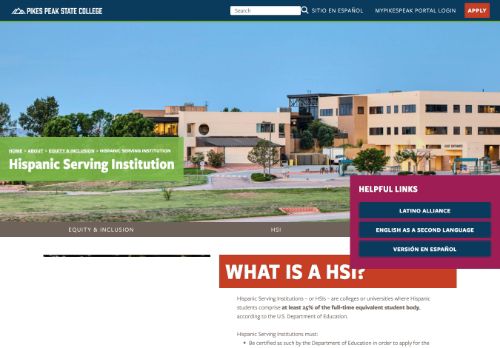 PIKES PEAK STATE COLLEGE
Search
SITIO EN ESPAÑOL
MYPIKESPEAK PORTAL LOGIN
APPLY
HOME > ABOUT > EQUITY & INCLUSION > HISPANIC SERVING INSTITUTION
Hispanic Serving Institution
HELPFUL LINKS
LATINO ALLIANCE
ENGLISH AS A SECOND LANGUAGE
VERSIÓN EN ESPAÑOL
EQUITY & INCLUSION
HSI
WHAT IS A HSI?
Hispanic Serving Institutions – or HSIs – are colleges or universities where Hispanic
students comprise at least 25% of the full-time equivalent student body,
according to the U.S. Department of Education.
Hispanic Serving Institutions must:
• Be certified as such by the Department of Education in order to apply for the